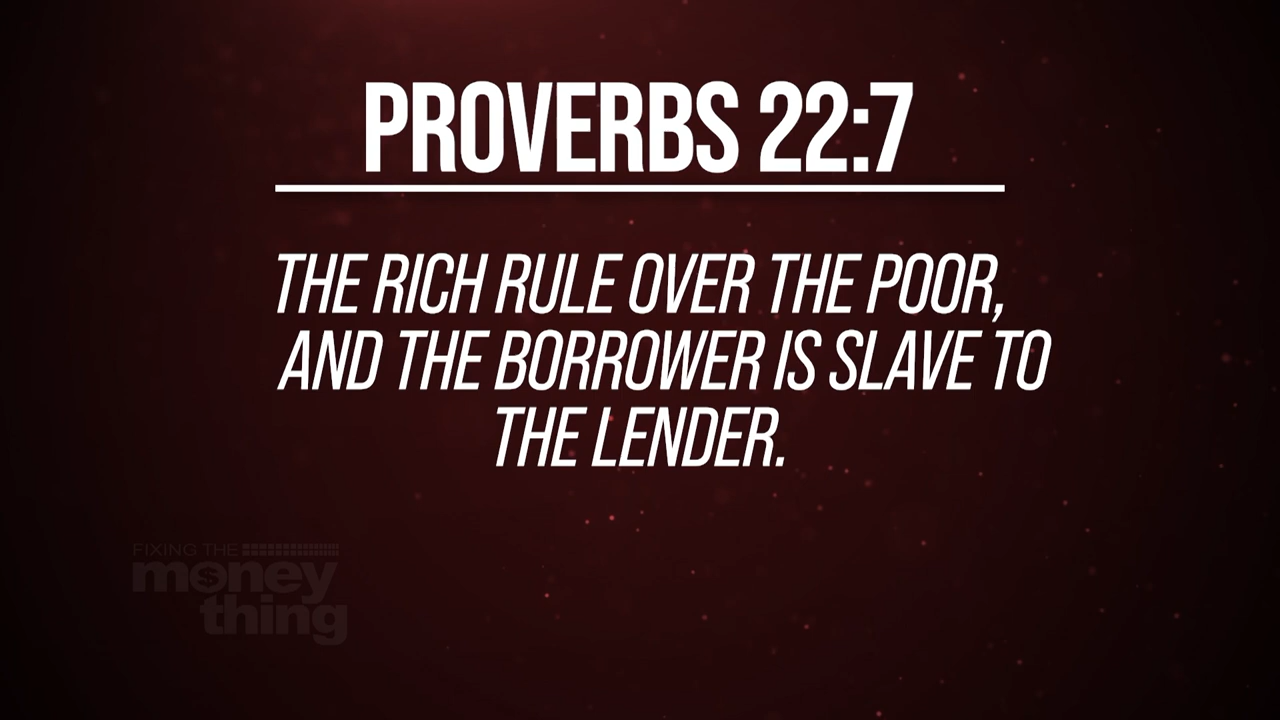 PROVERBS 22:7
THE RICH RULE OVER THE POOR,
AND THE BORROWER IS SLAVE TO
THE LENDER.
FIXING THE
money
thing